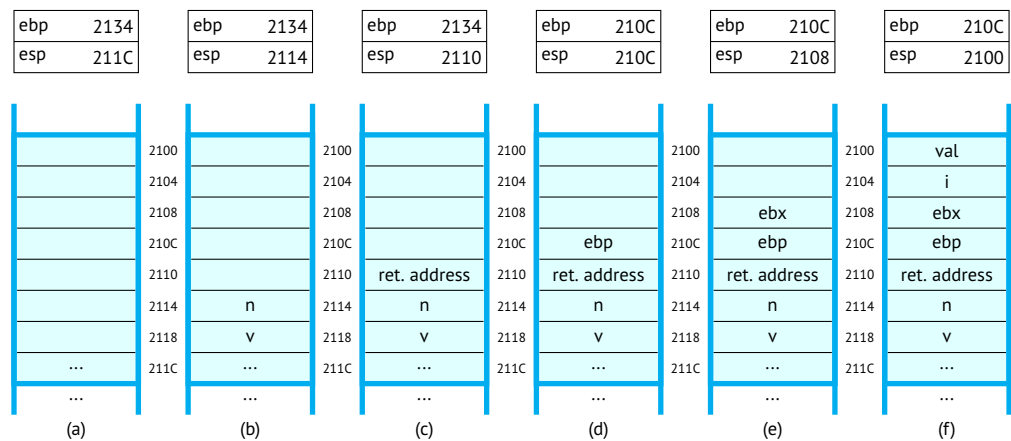 ebp 2134 ebp 2134 ebp 2134 ebp 210C ebp 210C ebp 210C
esp 211C esp 2114 esp 2110 esp 210C esp 2108 esp 2100
2100 2100 2100 2100 2100 val
2104 2104 2104 2104 2104 i
2108 2108 2108 2108 ebx 2108 ebx
210C 210C 210C ebp 210C ebp 210C ebp
2110 2110 ret. address 2110 ret. address 2110 ret. address 2110 ret. address
2114 n 2114 n 2114 n 2114 n 2114 n
2118 v 2118 v 2118 v 2118 v 2118 v
... 211C ... 211C ... 211C ... 211C ... 211C ...
... ... ... ... ... ...
(a) (b) (c) (d) (e) (f)